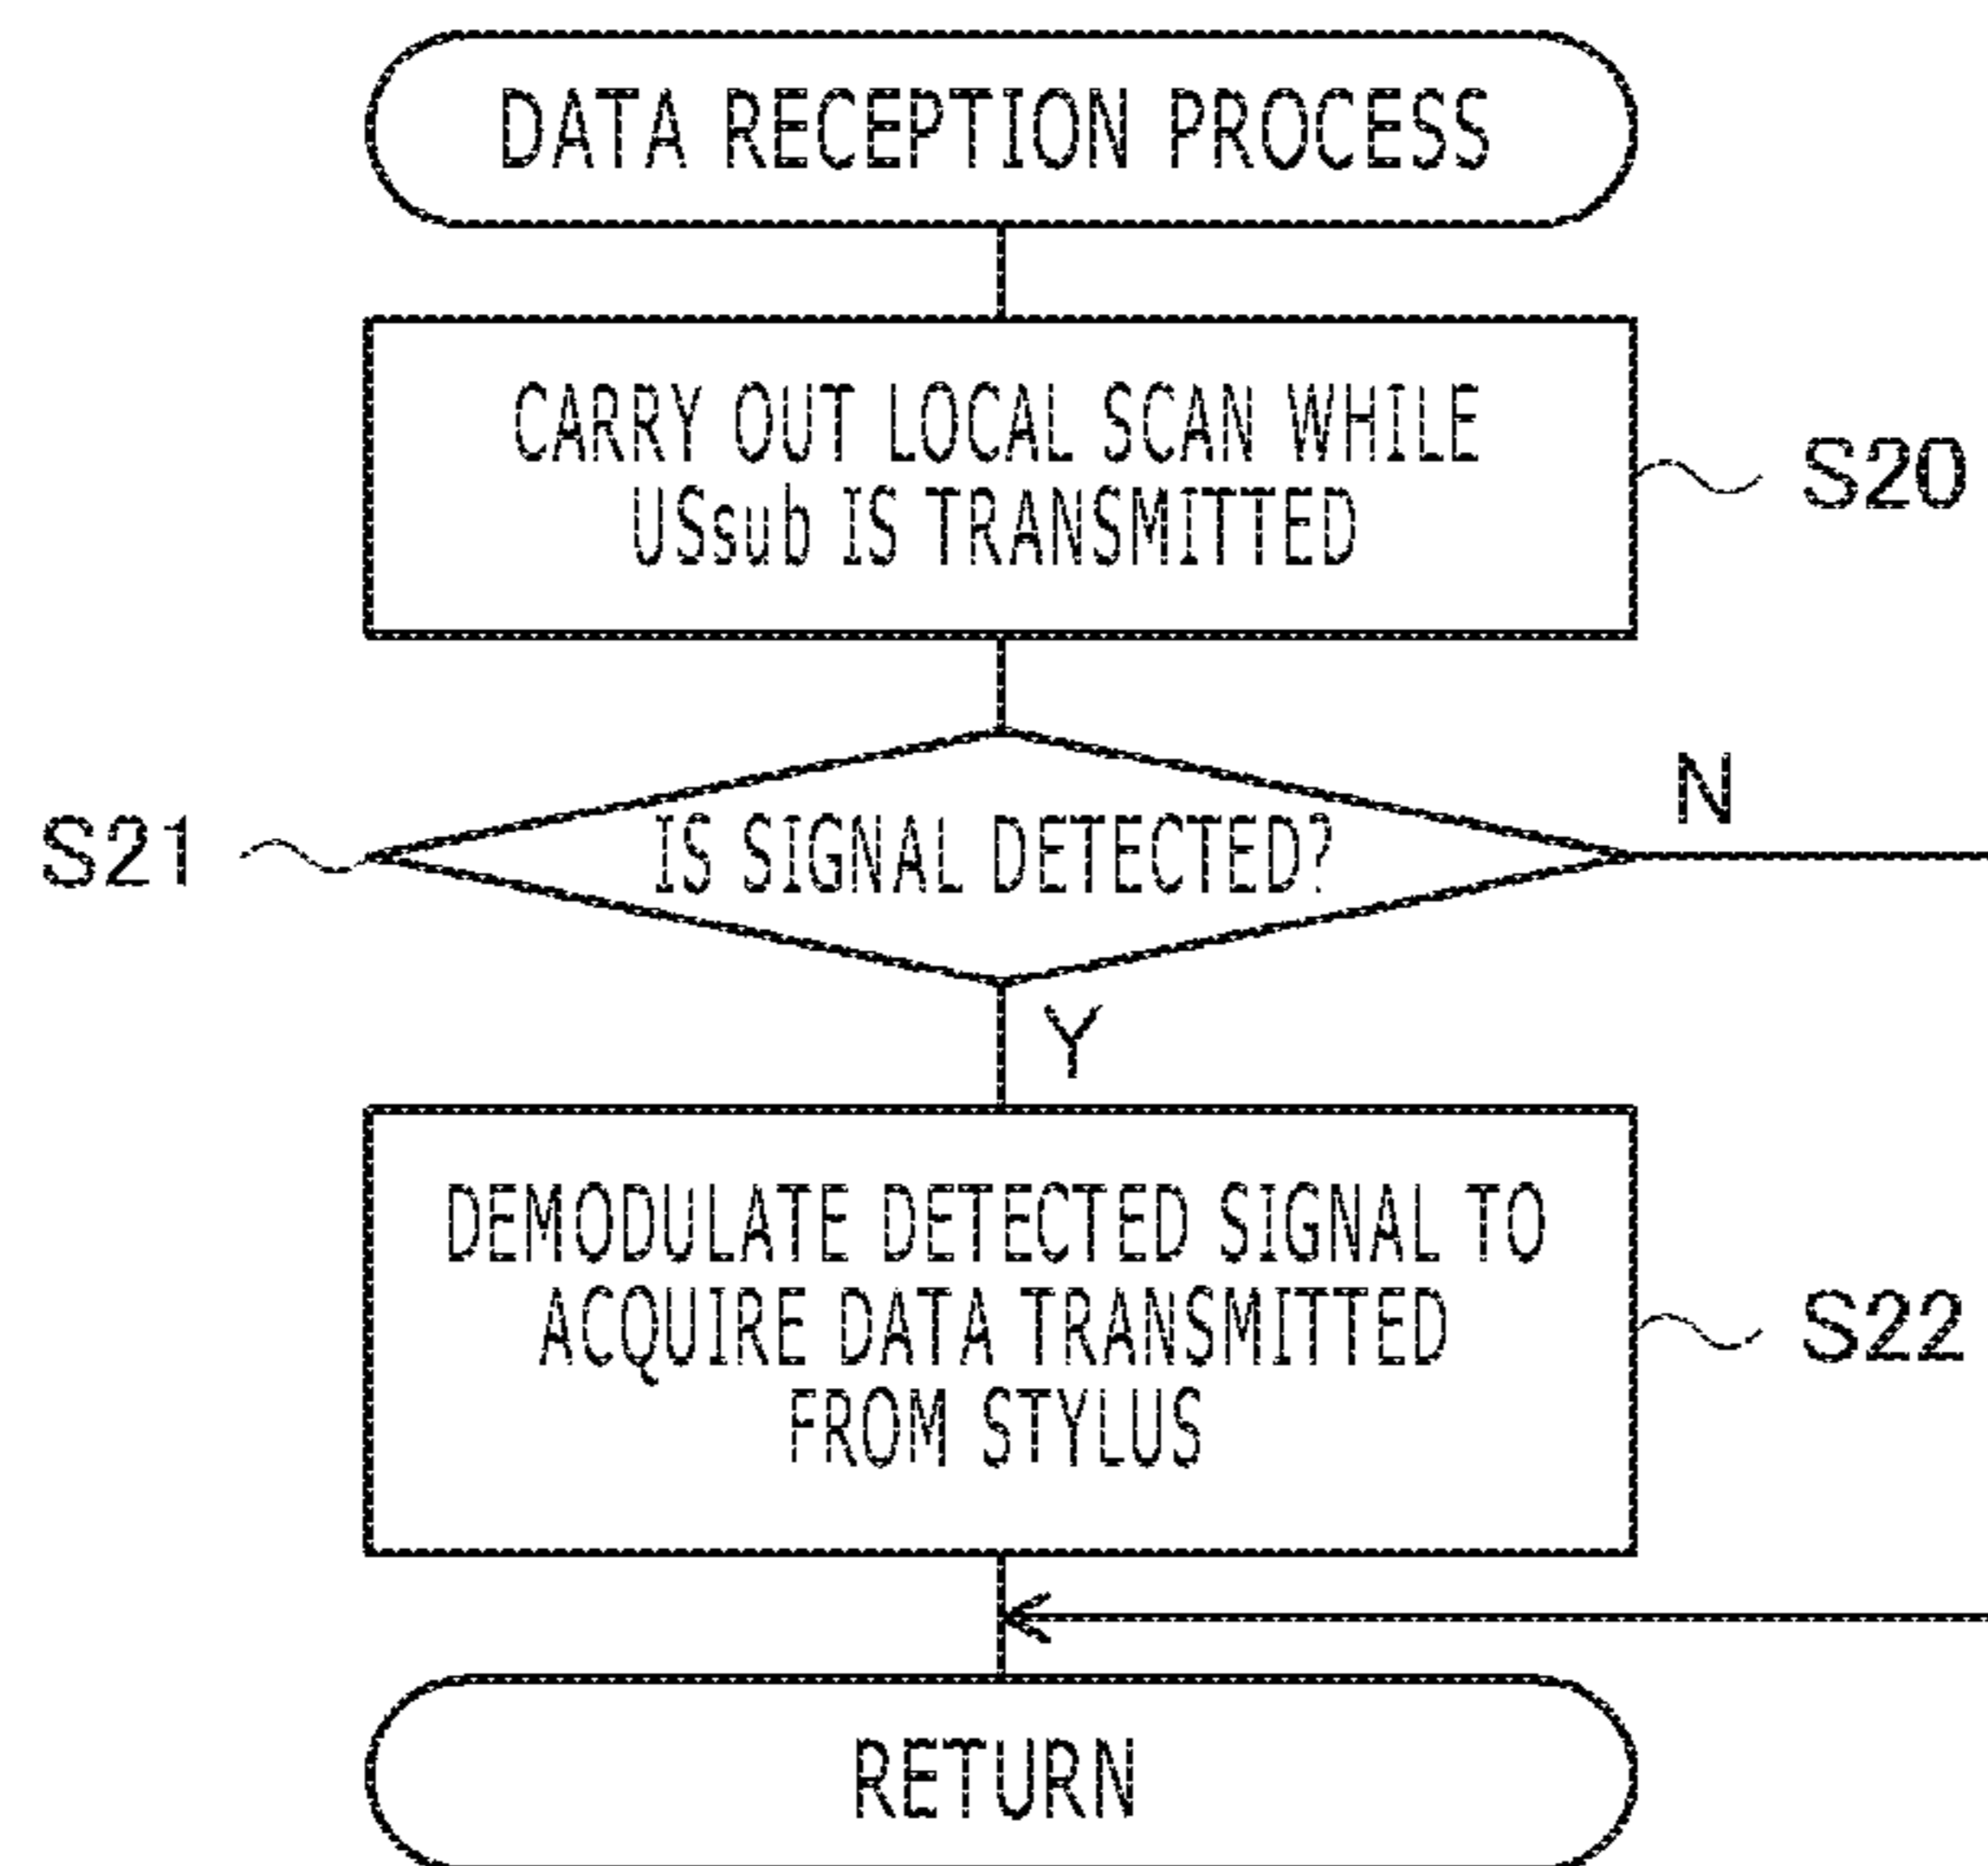 DATA RECEPTION PROCESS
CARRY OUT LOCAL SCAN WHILE
USsub IS TRANSMITTED
S20
S21
IS SIGNAL DETECTED?
N
Y
DEMODULATE DETECTED SIGNAL TO
ACQUIRE DATA TRANSMITTED
FROM STYLUS
S22
RETURN